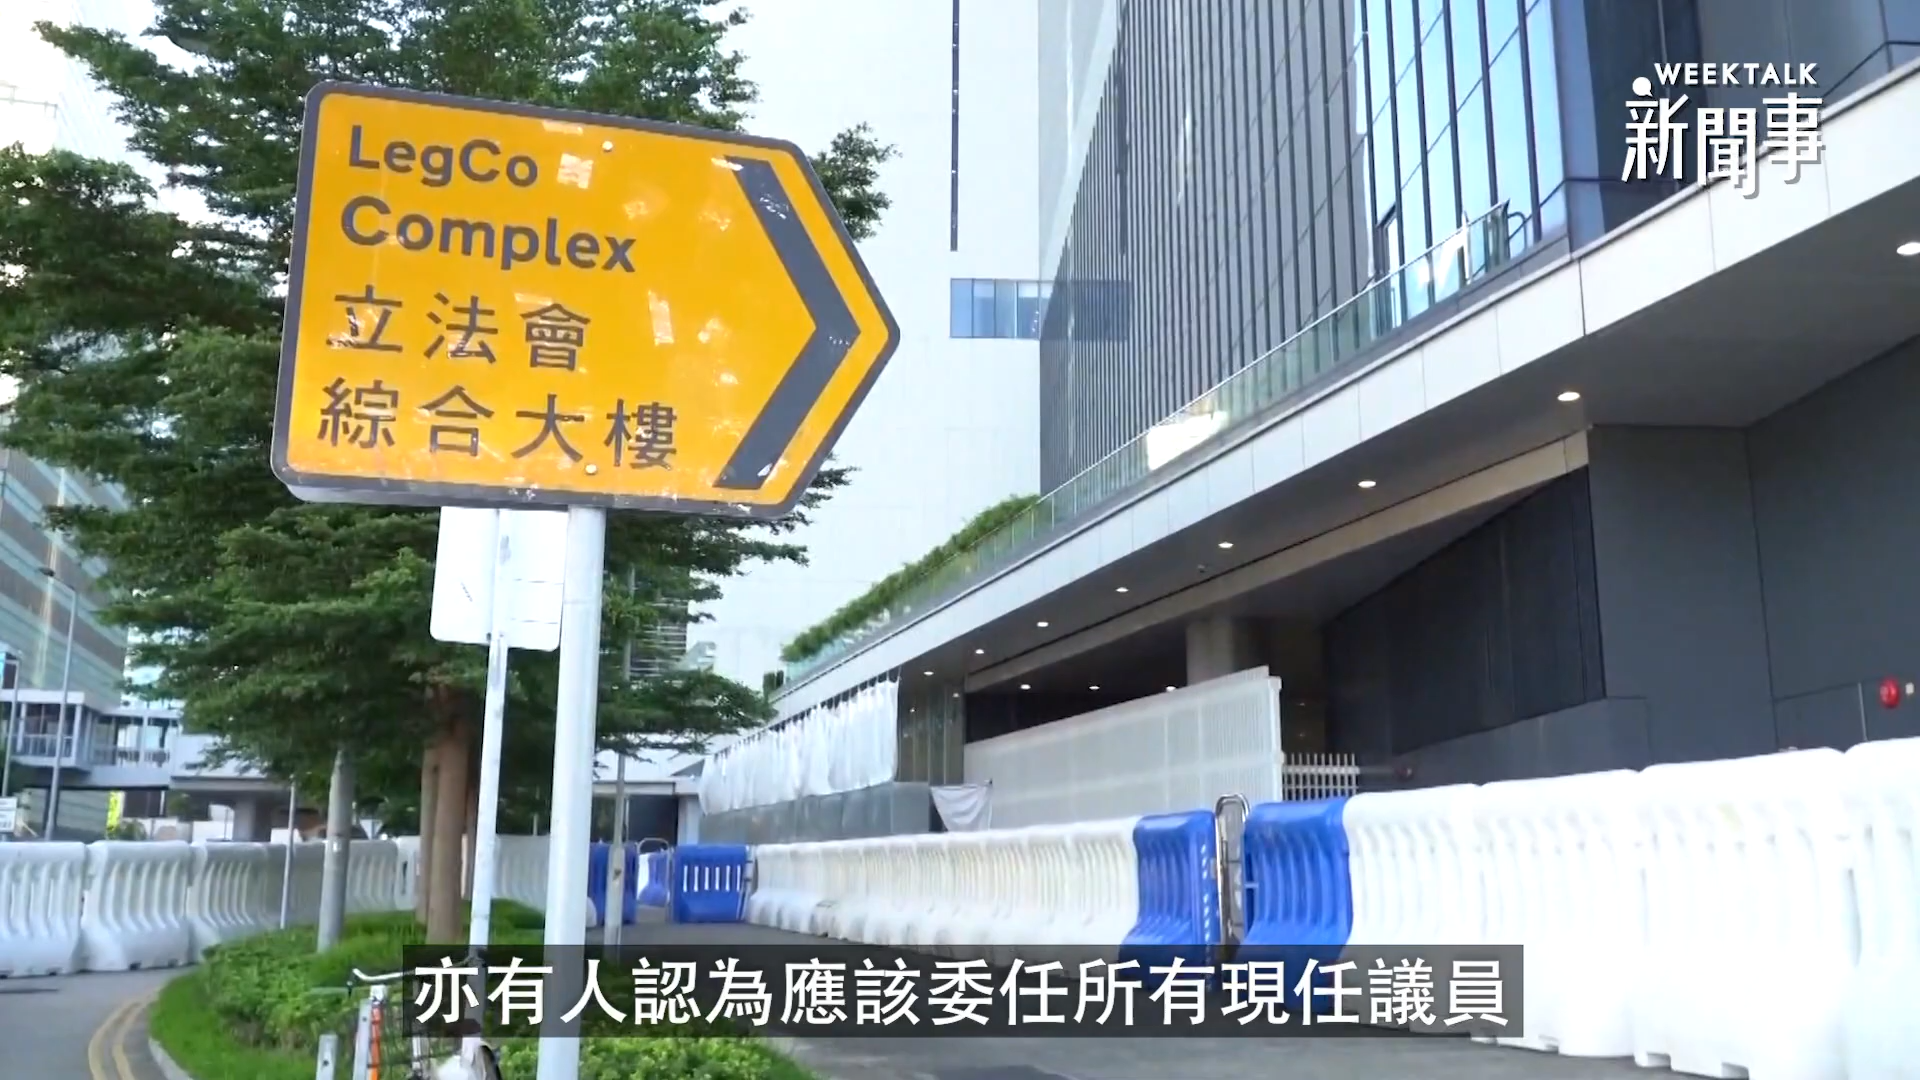 WEEKTALK
新聞事
LegCo
Complex
立法會
綜合大樓
亦有人認為應該委任所有現任議員